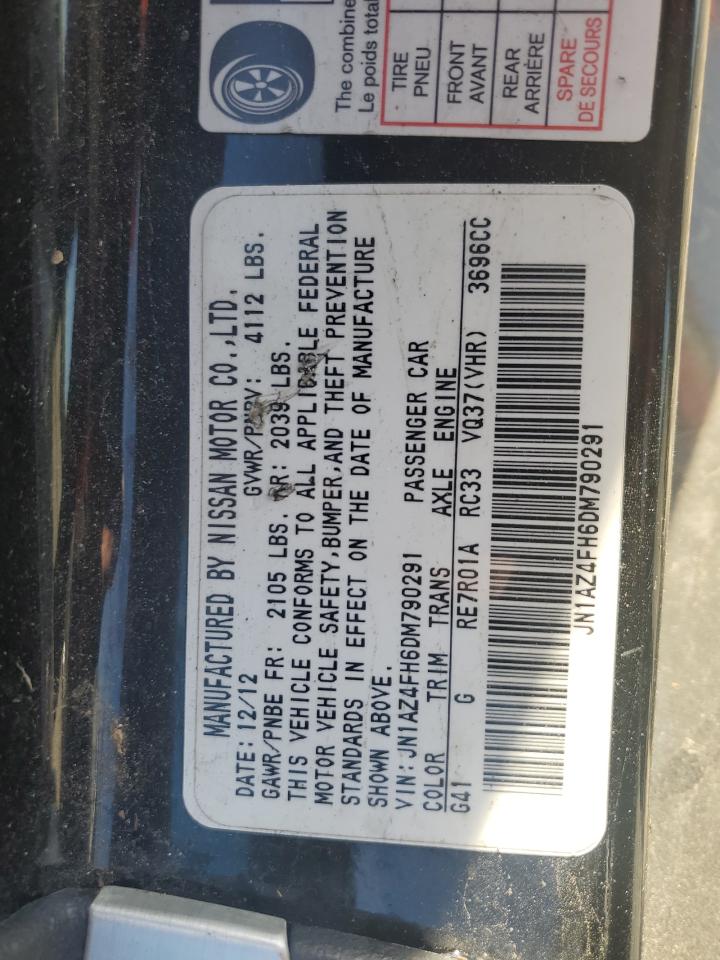 The combine
Le poids total
TIRE
PNEU
FRONT
AVANT
REAR
ARRIÈRE
SPARE
DE SECOURS
MANUFACTURED BY NISSAN MOTOR CO.,LTD.
DATE:12/12 GVWR/PNBV: 4112 LBS.
GAWR/PNBE FR: 2105 LBS. RR: 2039 LBS.
THIS VEHICLE CONFORMS TO ALL APPLICABLE FEDERAL
MOTOR VEHICLE SAFETY,BUMPER,AND THEFT PREVENTION
STANDARDS IN EFFECT ON THE DATE OF MANUFACTURE
SHOWN ABOVE.
VIN:JN1AZ4FH6DM790291 PASSENGER CAR
COLOR TRIM TRANS AXLE ENGINE
G41 G RE7R01A RC33 VQ37(VHR) 3696CC
JN1AZ4FH6DM790291